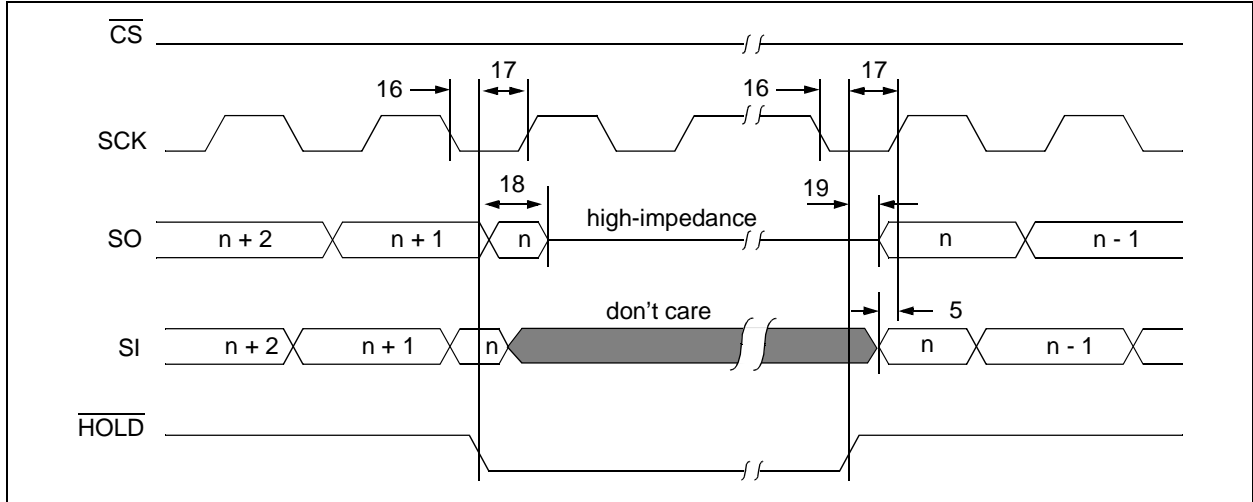 CS
16
17
16
17
SCK
18
19
high-impedance
SO
n + 2
n + 1
n
n
n - 1
don't care
5
SI
n + 2
n + 1
n
n
n - 1
HOLD